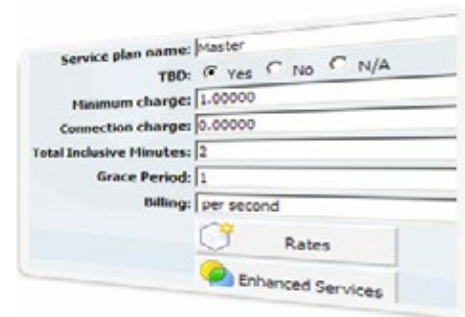 Service plan name: Master
TBD: Yes No N/A
Minimum charge: 1.00000
Connection charge: 0.00000
Total Inclusive Minutes: 2
Grace Period: 1
Billing: per second
Rates
Enhanced Services